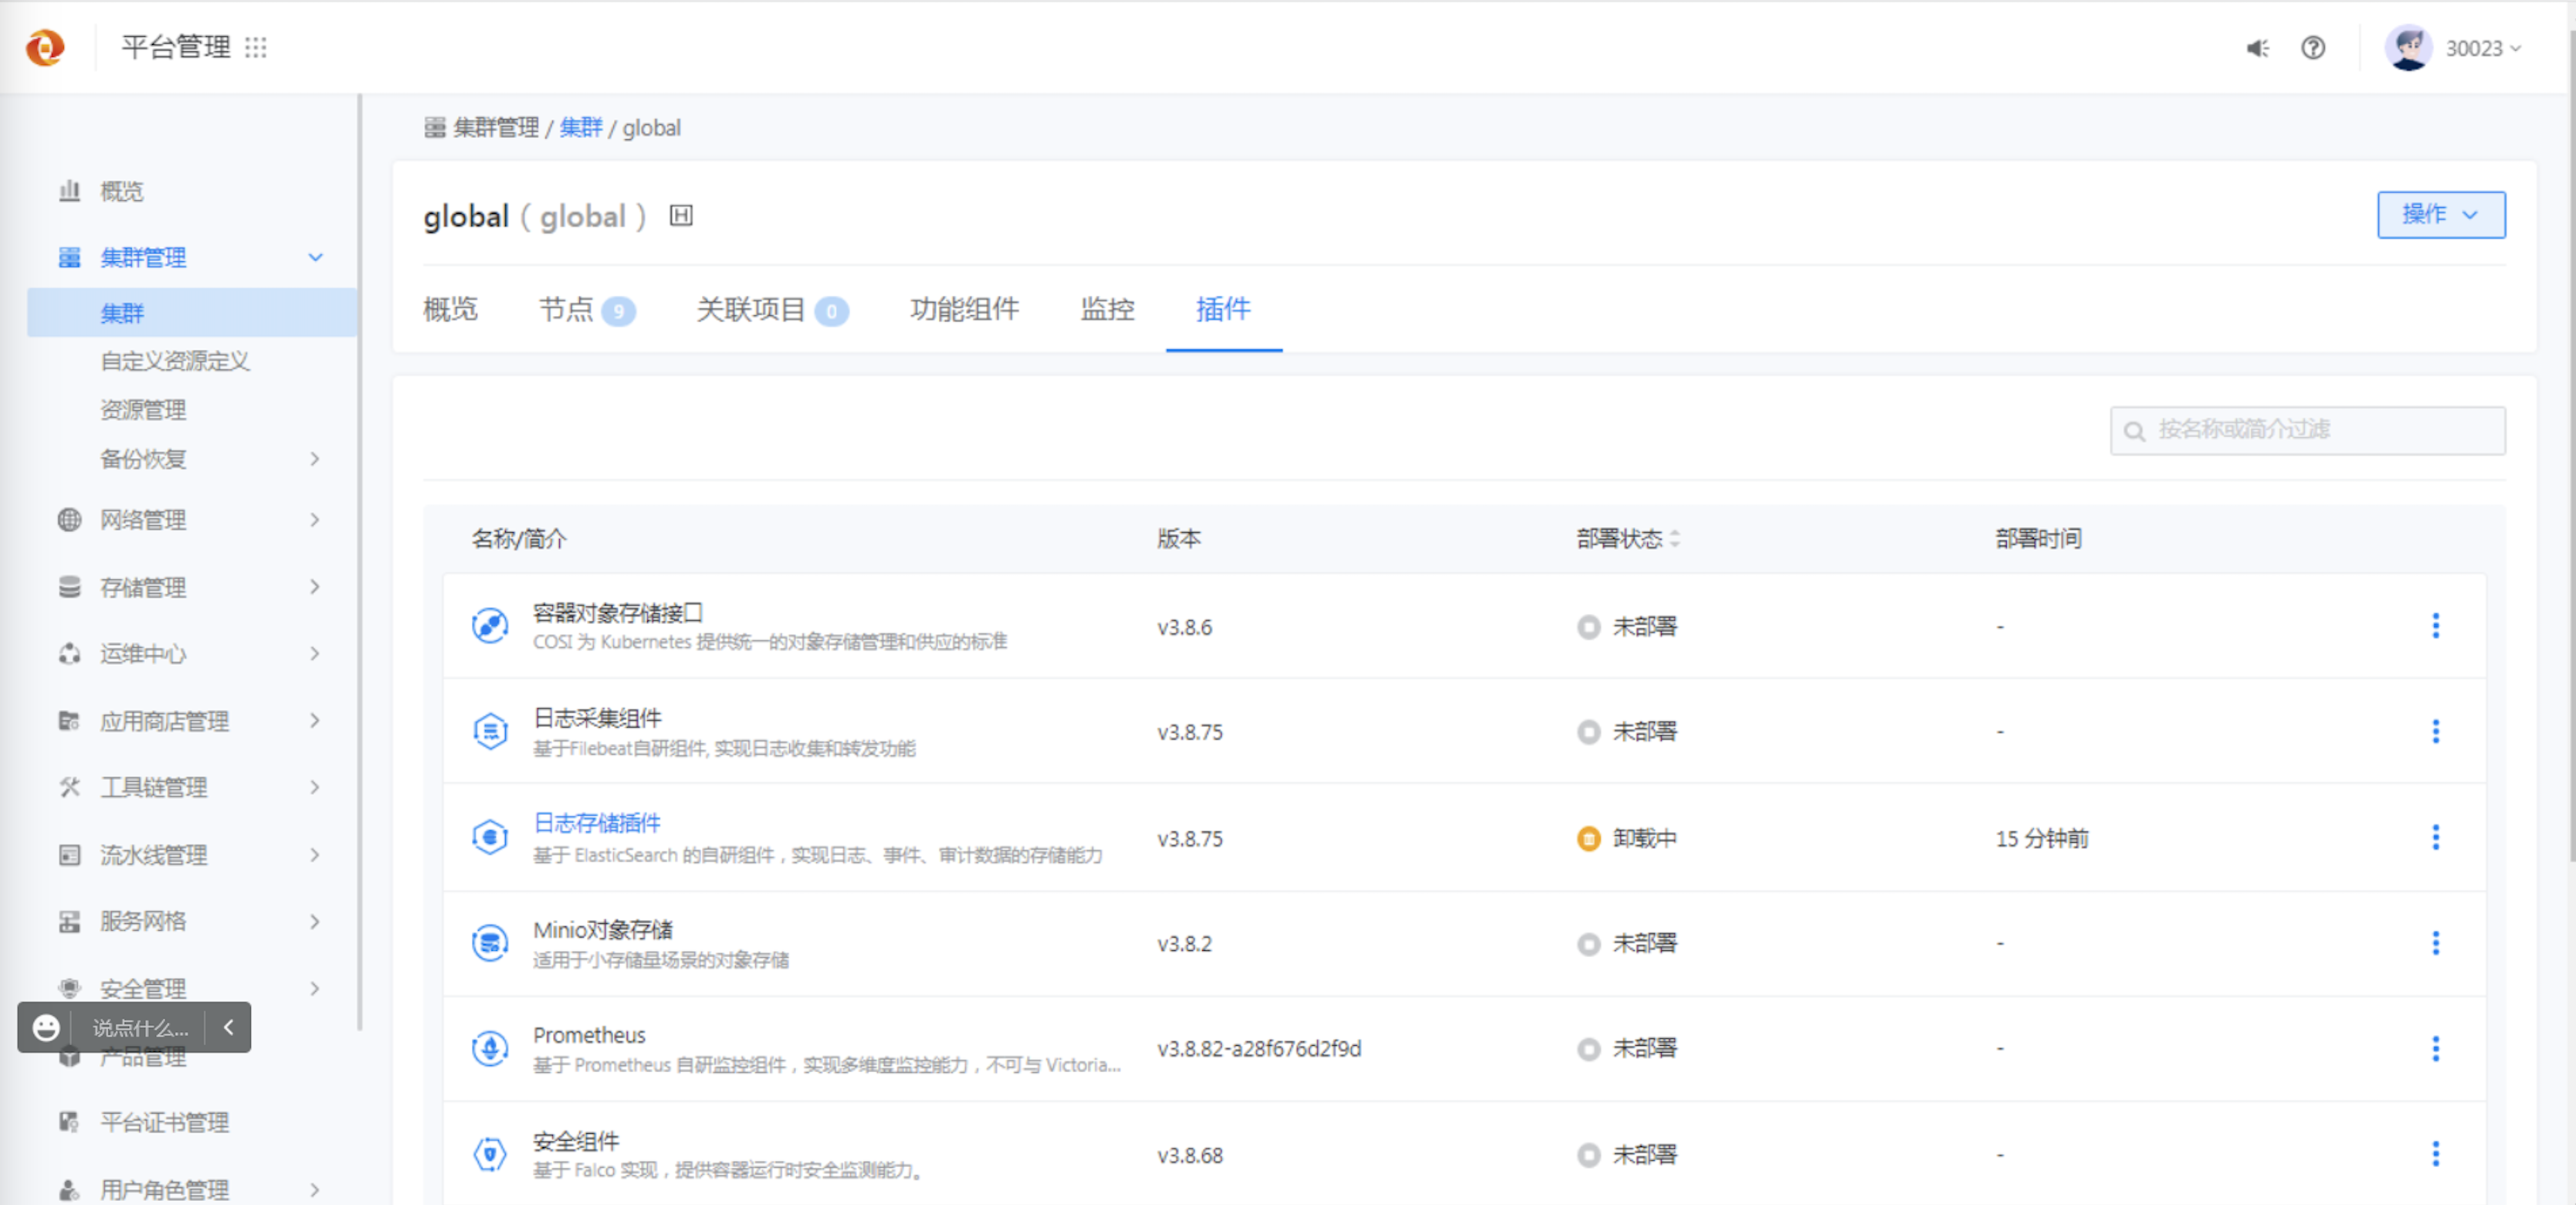 平台管理
30023
集群管理 / 集群 / global
概览
集群管理
集群
自定义资源定义
资源管理
备份恢复
网络管理
存储管理
运维中心
应用商店管理
工具链管理
流水线管理
服务网格
安全管理
说点什么...
产品管理
平台证书管理
用户角色管理
global ( global )
操作
概览
节点 9
关联项目 0
功能组件
监控
插件
按名称或简介过滤
名称/简介 版本 部署状态 部署时间
容器对象存储接口
COSI 为 Kubernetes 提供统一的对象存储管理和供应的标准
v3.8.6 未部署 -
日志采集组件
基于Filebeat自研组件, 实现日志收集和转发功能
v3.8.75 未部署 -
日志存储插件
基于 ElasticSearch 的自研组件，实现日志、事件、审计数据的存储能力
v3.8.75 卸载中 15 分钟前
Minio对象存储
适用于小存储量场景的对象存储
v3.8.2 未部署 -
Prometheus
基于 Prometheus 自研监控组件，实现多维度监控能力，不可与 Victoria...
v3.8.82-a28f676d2f9d 未部署 -
安全组件
基于 Falco 实现，提供容器运行时安全监测能力。
v3.8.68 未部署 -